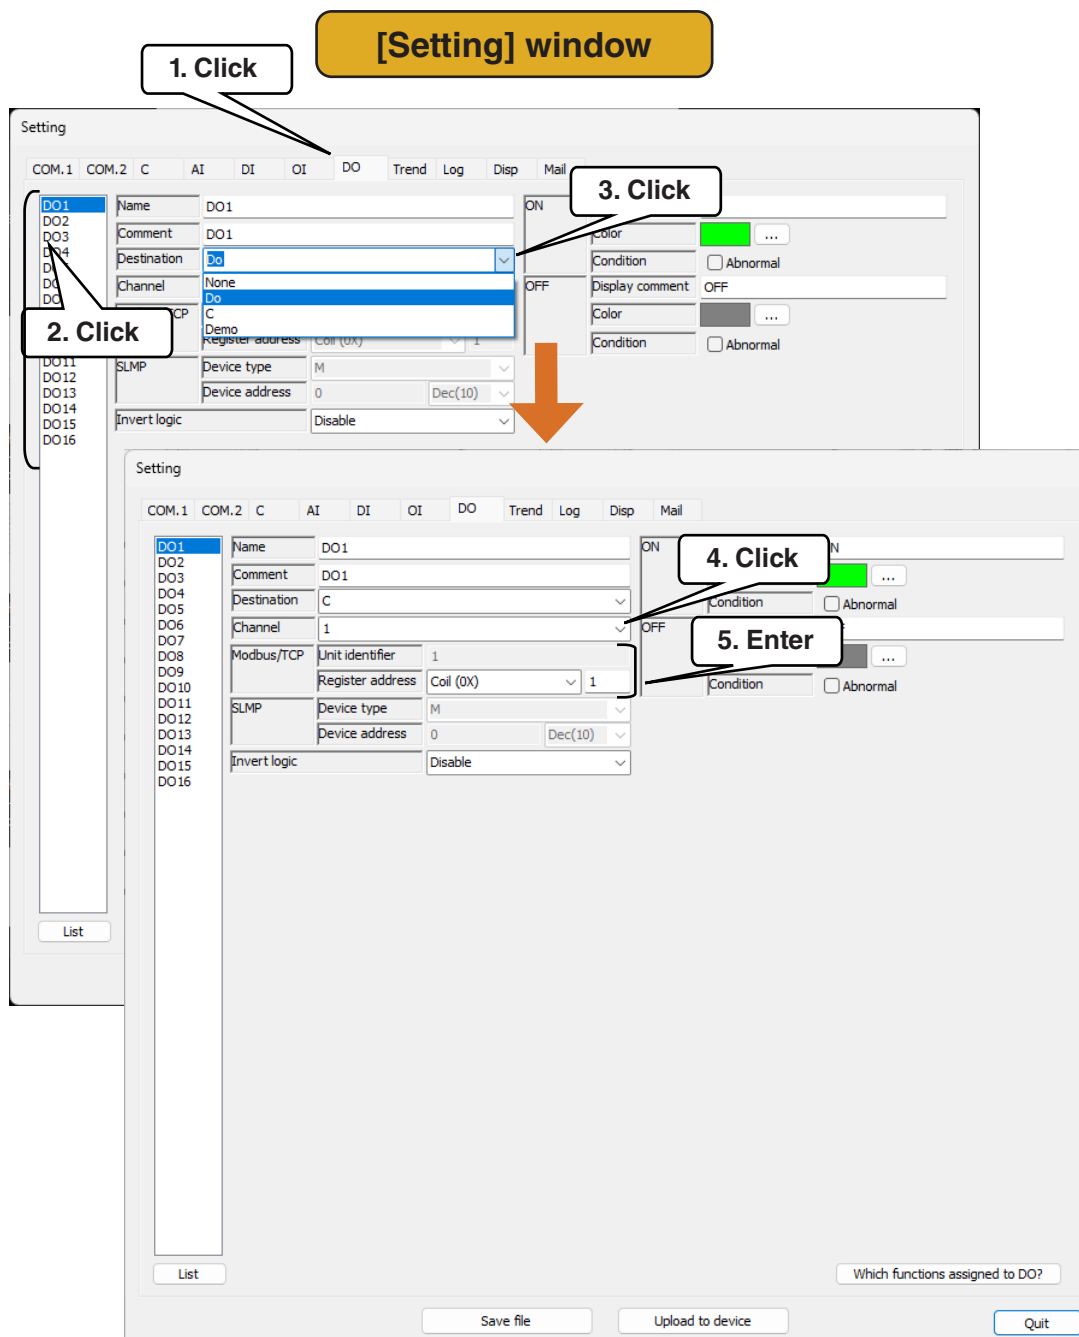 [Setting] window
1. Click
Setting
COM.1 COM.2 C AI DI OI DO Trend Log Disp Mail
3. Click
DO1
DO2
DO3
DO4
DO11
DO12
DO13
DO14
DO15
DO16
2. Click
Name DO1
Comment DO1
Destination Do
None
Do
C
Demo
Channel
CP
Register address Coil (0X) 1
SLMP Device type M
Device address 0 Dec(10)
Invert logic Disable
ON
Color ...
Condition Abnormal
OFF Display comment OFF
Color ...
Condition Abnormal
List
Setting
COM.1 COM.2 C AI DI OI DO Trend Log Disp Mail
DO1
DO2
DO3
DO4
DO5
DO6
DO7
DO8
DO9
DO10
DO11
DO12
DO13
DO14
DO15
DO16
Name DO1
Comment DO1
Destination C
Channel 1
Modbus/TCP Unit identifier 1
Register address Coil (0X) 1
SLMP Device type M
Device address 0 Dec(10)
Invert logic Disable
ON
4. Click
N
...
Condition Abnormal
OFF
5. Enter
...
Condition Abnormal
List
Which functions assigned to DO?
Save file
Upload to device
Quit